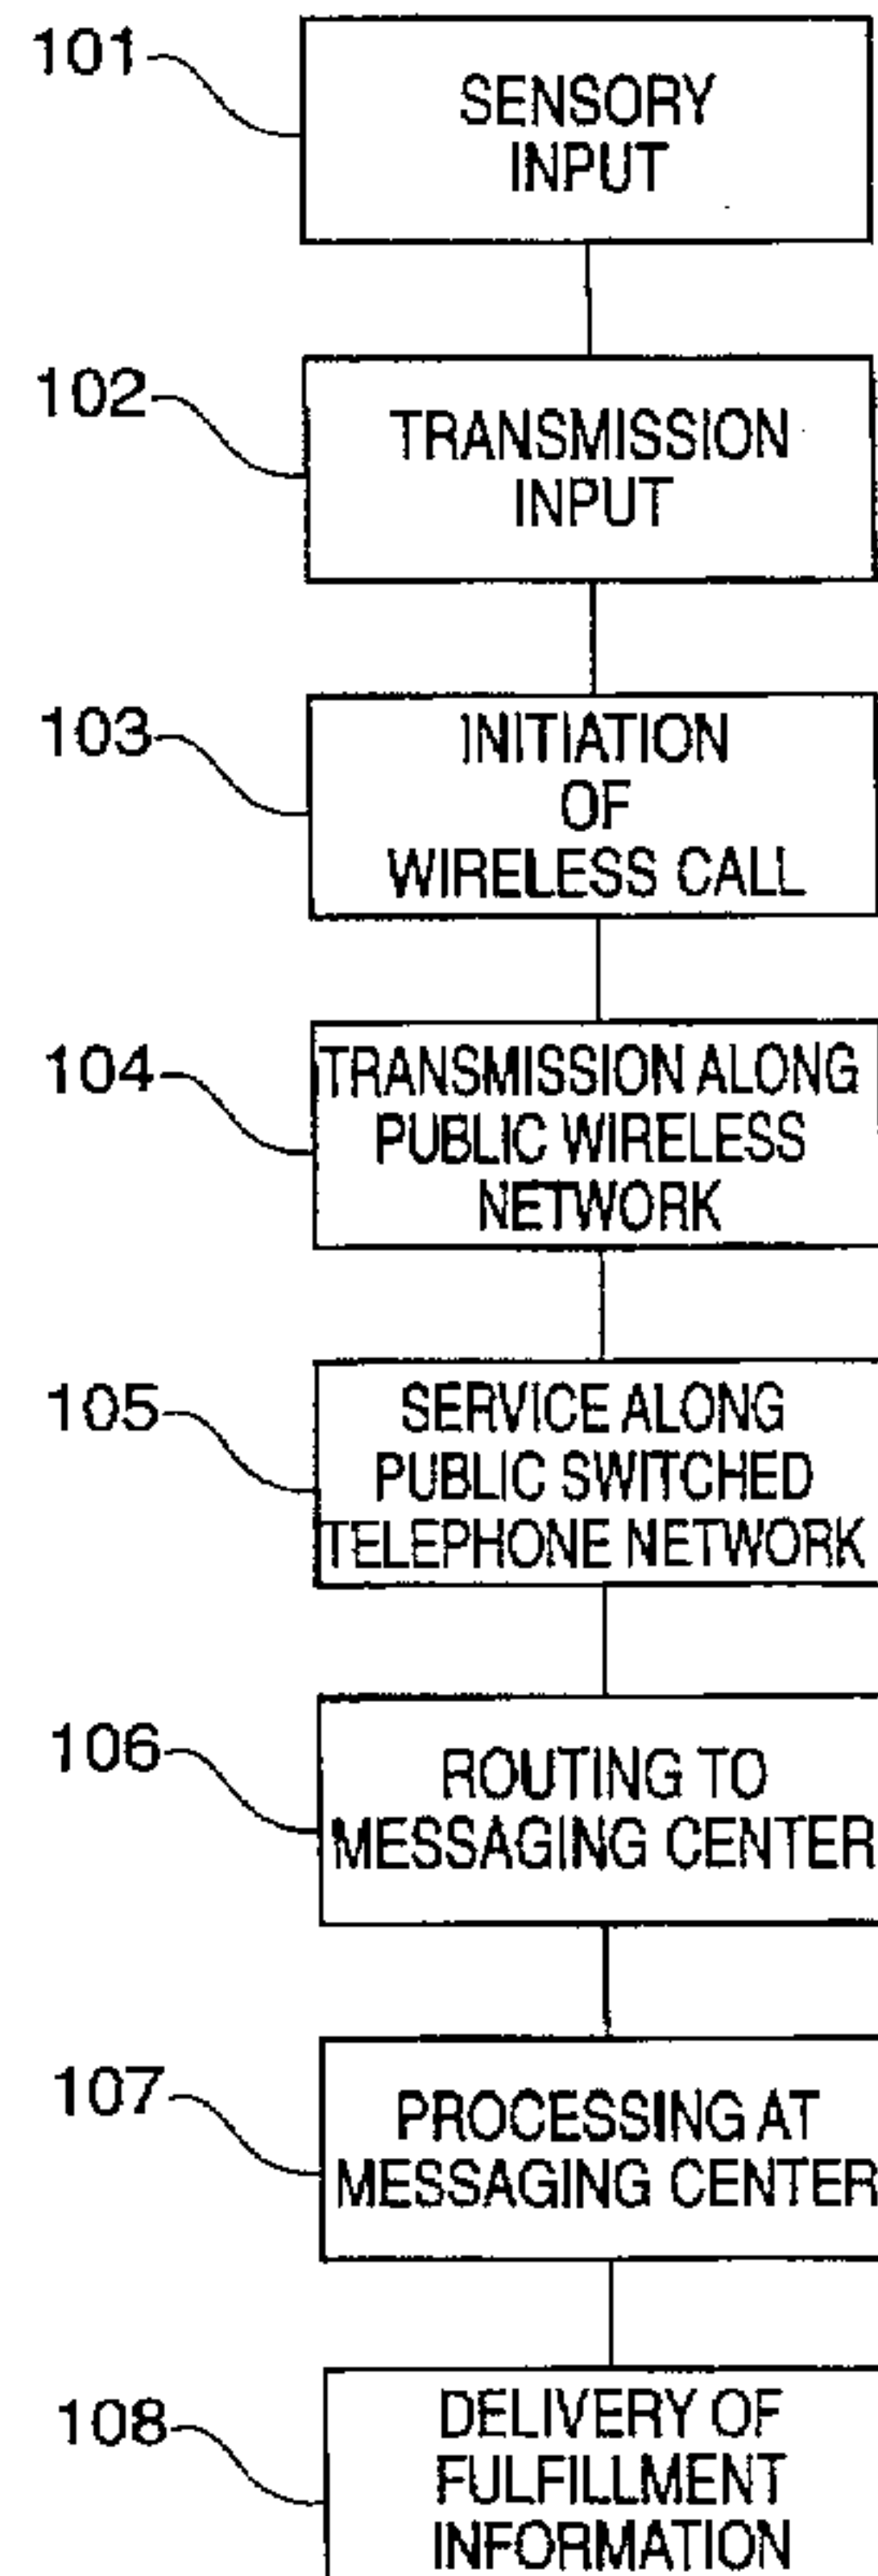 101
SENSORY
INPUT
102
TRANSMISSION
INPUT
103
INITIATION
OF
WIRELESS CALL
104
TRANSMISSION ALONG
PUBLIC WIRELESS
NETWORK
105
SERVICE ALONG
PUBLIC SWITCHED
TELEPHONE NETWORK
106
ROUTING TO
MESSAGING CENTER
107
PROCESSING AT
MESSAGING CENTER
108
DELIVERY OF
FULFILLMENT
INFORMATION